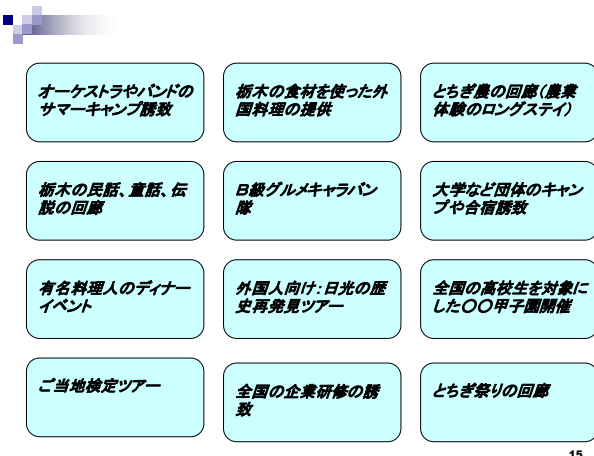 オーケストラやバンドの
サマーキャンプ誘致
栃木の食材を使った外
国料理の提供
とちぎ農の回廊（農業
体験のロングステイ）
栃木の民話、童話、伝
説の回廊
Ｂ級グルメキャラバン
隊
大学など団体のキャン
プや合宿誘致
有名料理人のディナー
イベント
外国人向け：日光の歴
史再発見ツアー
全国の高校生を対象に
した〇〇甲子園開催
ご当地検定ツアー
全国の企業研修の誘
致
とちぎ祭りの回廊
15